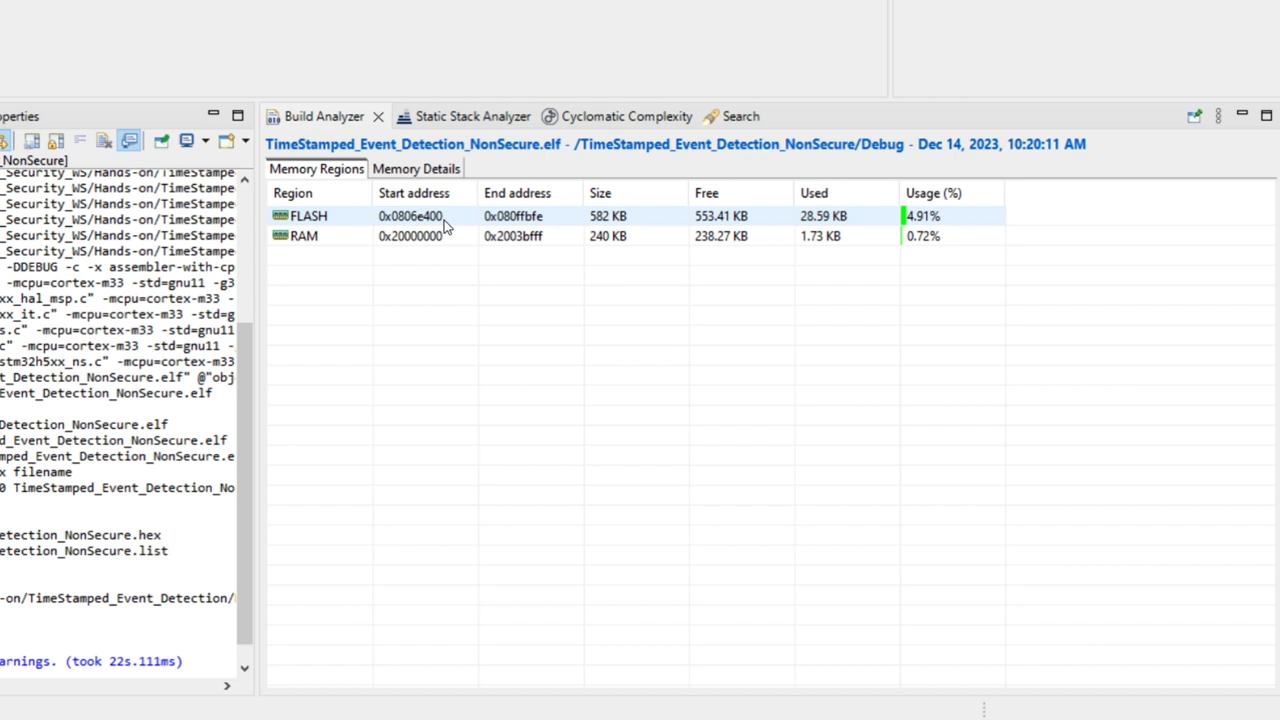 operties
Build Analyzer
Static Stack Analyzer
Cyclomatic Complexity
Search
_NonSecure]
_Security_WS/Hands-on/TimeStampe
_Security_WS/Hands-on/TimeStampe
_Security_WS/Hands-on/TimeStampe
_Security_WS/Hands-on/TimeStampe
_Security_WS/Hands-on/TimeStampe
_Security_WS/Hands-on/TimeStampe
-DDEBUG -c -x assembler-with-cp
-mcpu=cortex-m33 -std=gnu11 -g3
xx_hal_msp.c" -mcpu=cortex-m33 -
xx_it.c" -mcpu=cortex-m33 -std=g
s.c" -mcpu=cortex-m33 -std=gnu11
c" -mcpu=cortex-m33 -std=gnu11 -
stm32h5xx_ns.c" -mcpu=cortex-m33
t_Detection_NonSecure.elf" @"obj
Event_Detection_NonSecure.elf
Detection_NonSecure.elf
d_Event_Detection_NonSecure.elf
mped_Event_Detection_NonSecure.e
x filename
0 TimeStamped_Event_Detection_No
etection_NonSecure.hex
etection_NonSecure.list
-on/TimeStamped_Event_Detection/
arnings. (took 22s.111ms)
TimeStamped_Event_Detection_NonSecure.elf - /TimeStamped_Event_Detection_NonSecure/Debug - Dec 14, 2023, 10:20:11 AM
Memory Regions Memory Details
Region Start address End address Size Free Used Usage (%)
FLASH 0x0806e400 0x080ffbfe 582 KB 553.41 KB 28.59 KB 4.91%
RAM 0x20000000 0x2003bfff 240 KB 238.27 KB 1.73 KB 0.72%